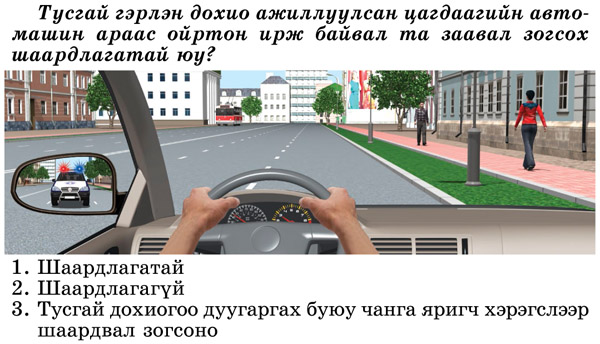 Тусгай гэрлэн дохио ажиллуулсан цагдаагийн авто-
машин араас ойртон ирж байвал та заавал зогсох
шаардлагатай юу?
1. Шаардлагатай
2. Шаардлагагүй
3. Тусгай дохиогоо дуугаргах буюу чанга яригч хэрэгслээр
шаардвал зогсоно